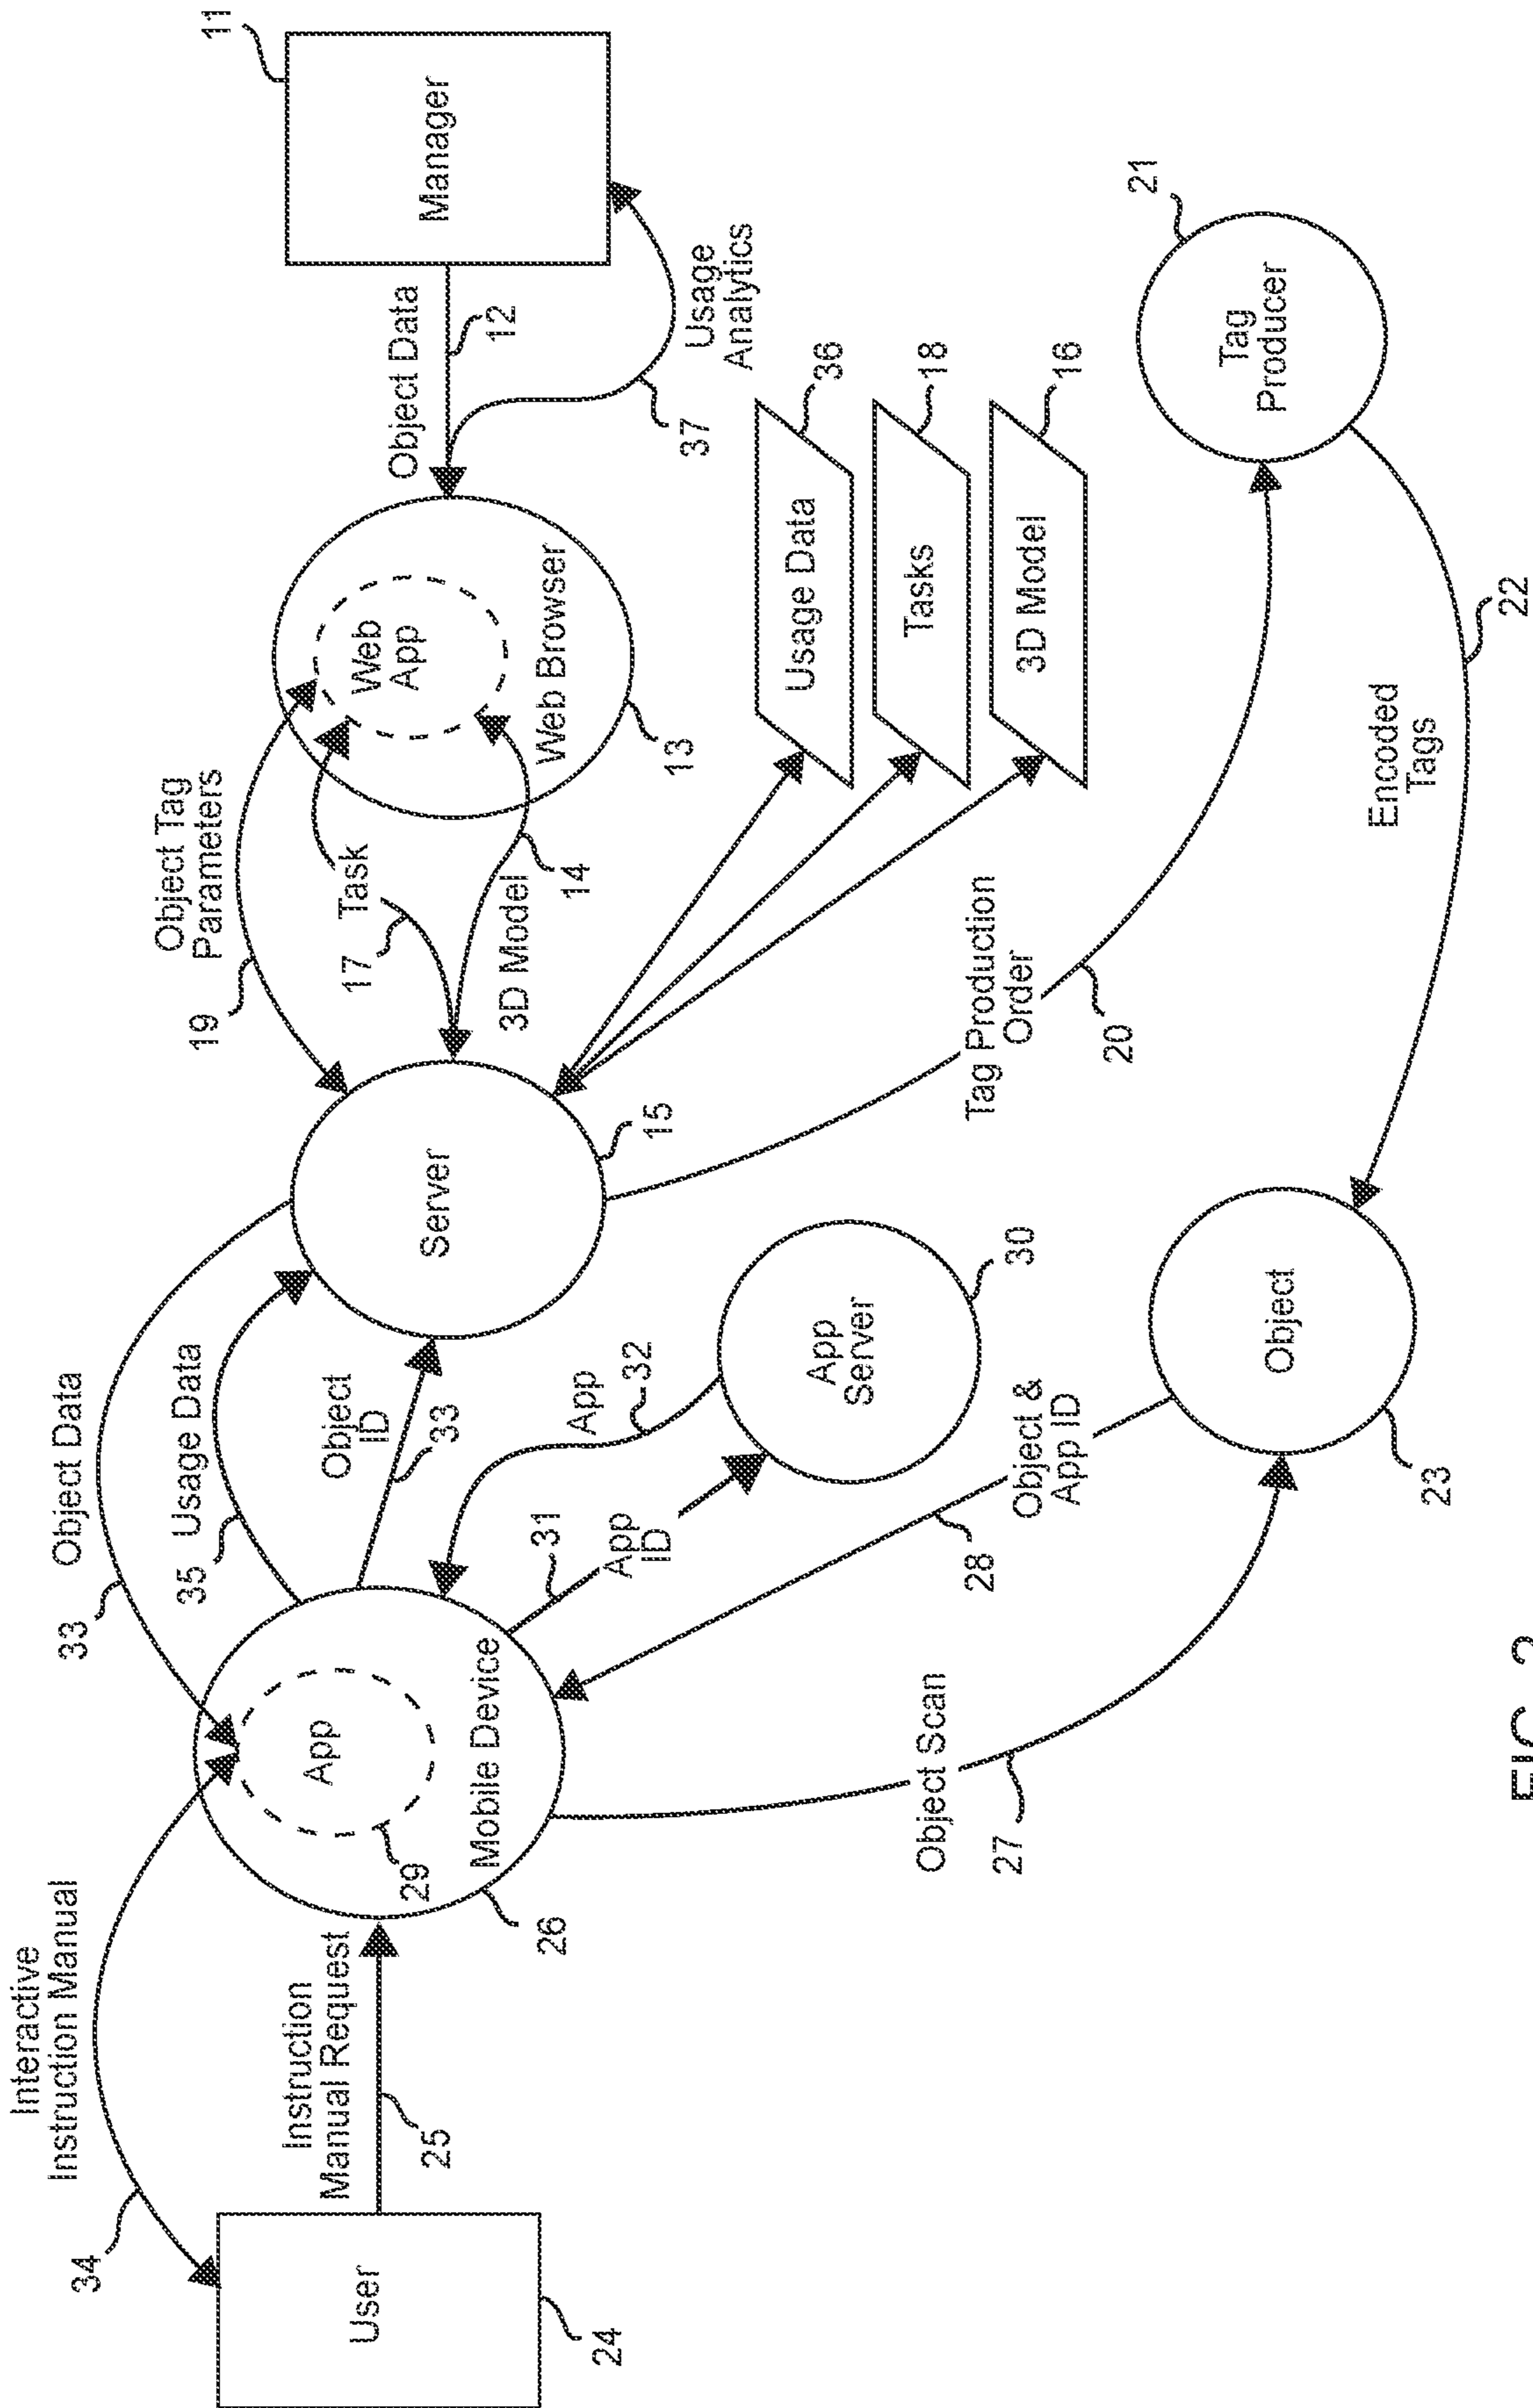 Interactive
Instruction Manual
34
User
24
Instruction
Manual Request
25
App
29
Mobile Device
26
Object Data
33
35
Usage Data
Object
ID
33
App
32
App
ID
31
App
Server
30
Object &
App ID
28
Object Scan
27
Object
23
Server
15
Object Tag
Parameters
19
17
Task
3D Model
14
Web
App
Web Browser
13
Object Data
12
Manager
11
Usage
Analytics
37
Usage Data
36
Tasks
18
3D Model
16
Tag Production
Order
20
Tag
Producer
21
Encoded
Tags
22
FIG. 2